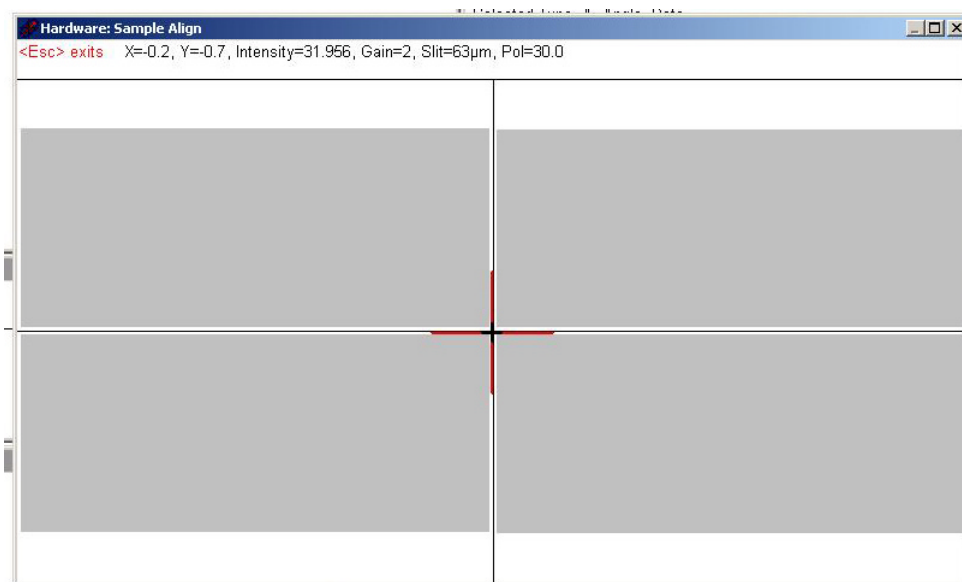 Hardware: Sample Align
<Esc> exits X=-0.2, Y=-0.7, Intensity=31.956, Gain=2, Slit=63µm, Pol=30.0